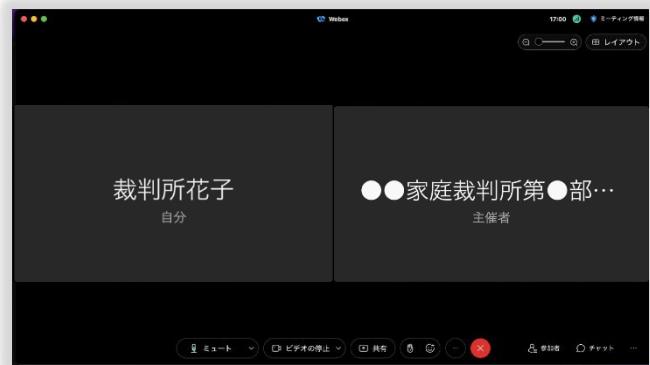 Webex
17:00 ミーティング情報
レイアウト
裁判所花子
自分
●●家庭裁判所第●部…
主催者
ミュート ビデオの停止 共有 参加者 チャット …